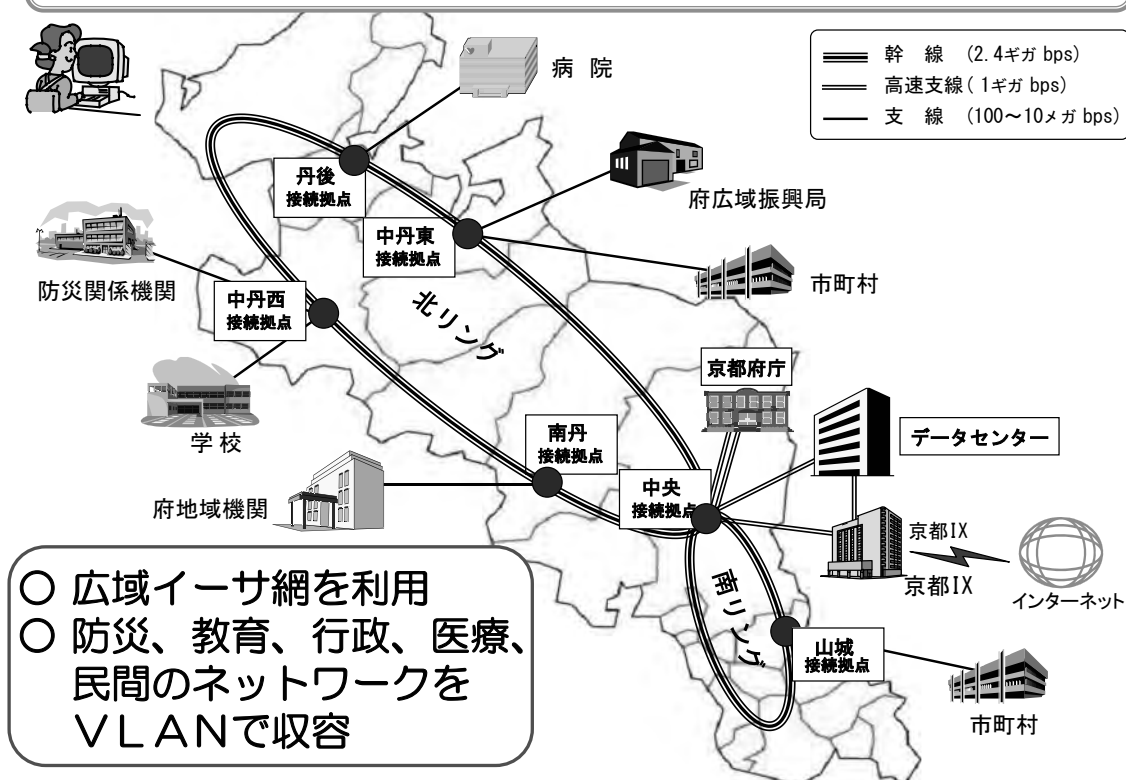 幹　線　(2.4ギガ bps)
高速支線( 1ギガ bps)
支　線　(100～10メガ bps)
病 院
丹後
接続拠点
府広域振興局
中丹東
接続拠点
市町村
防災関係機関
中丹西
接続拠点
北リング
京都府庁
学 校
データセンター
南丹
接続拠点
府地域機関
中央
接続拠点
京都IX
京都IX
インターネット
南リング
山城
接続拠点
市町村
○ 広域イーサ網を利用
○ 防災、教育、行政、医療、
民間のネットワークを
ＶＬＡＮで収容